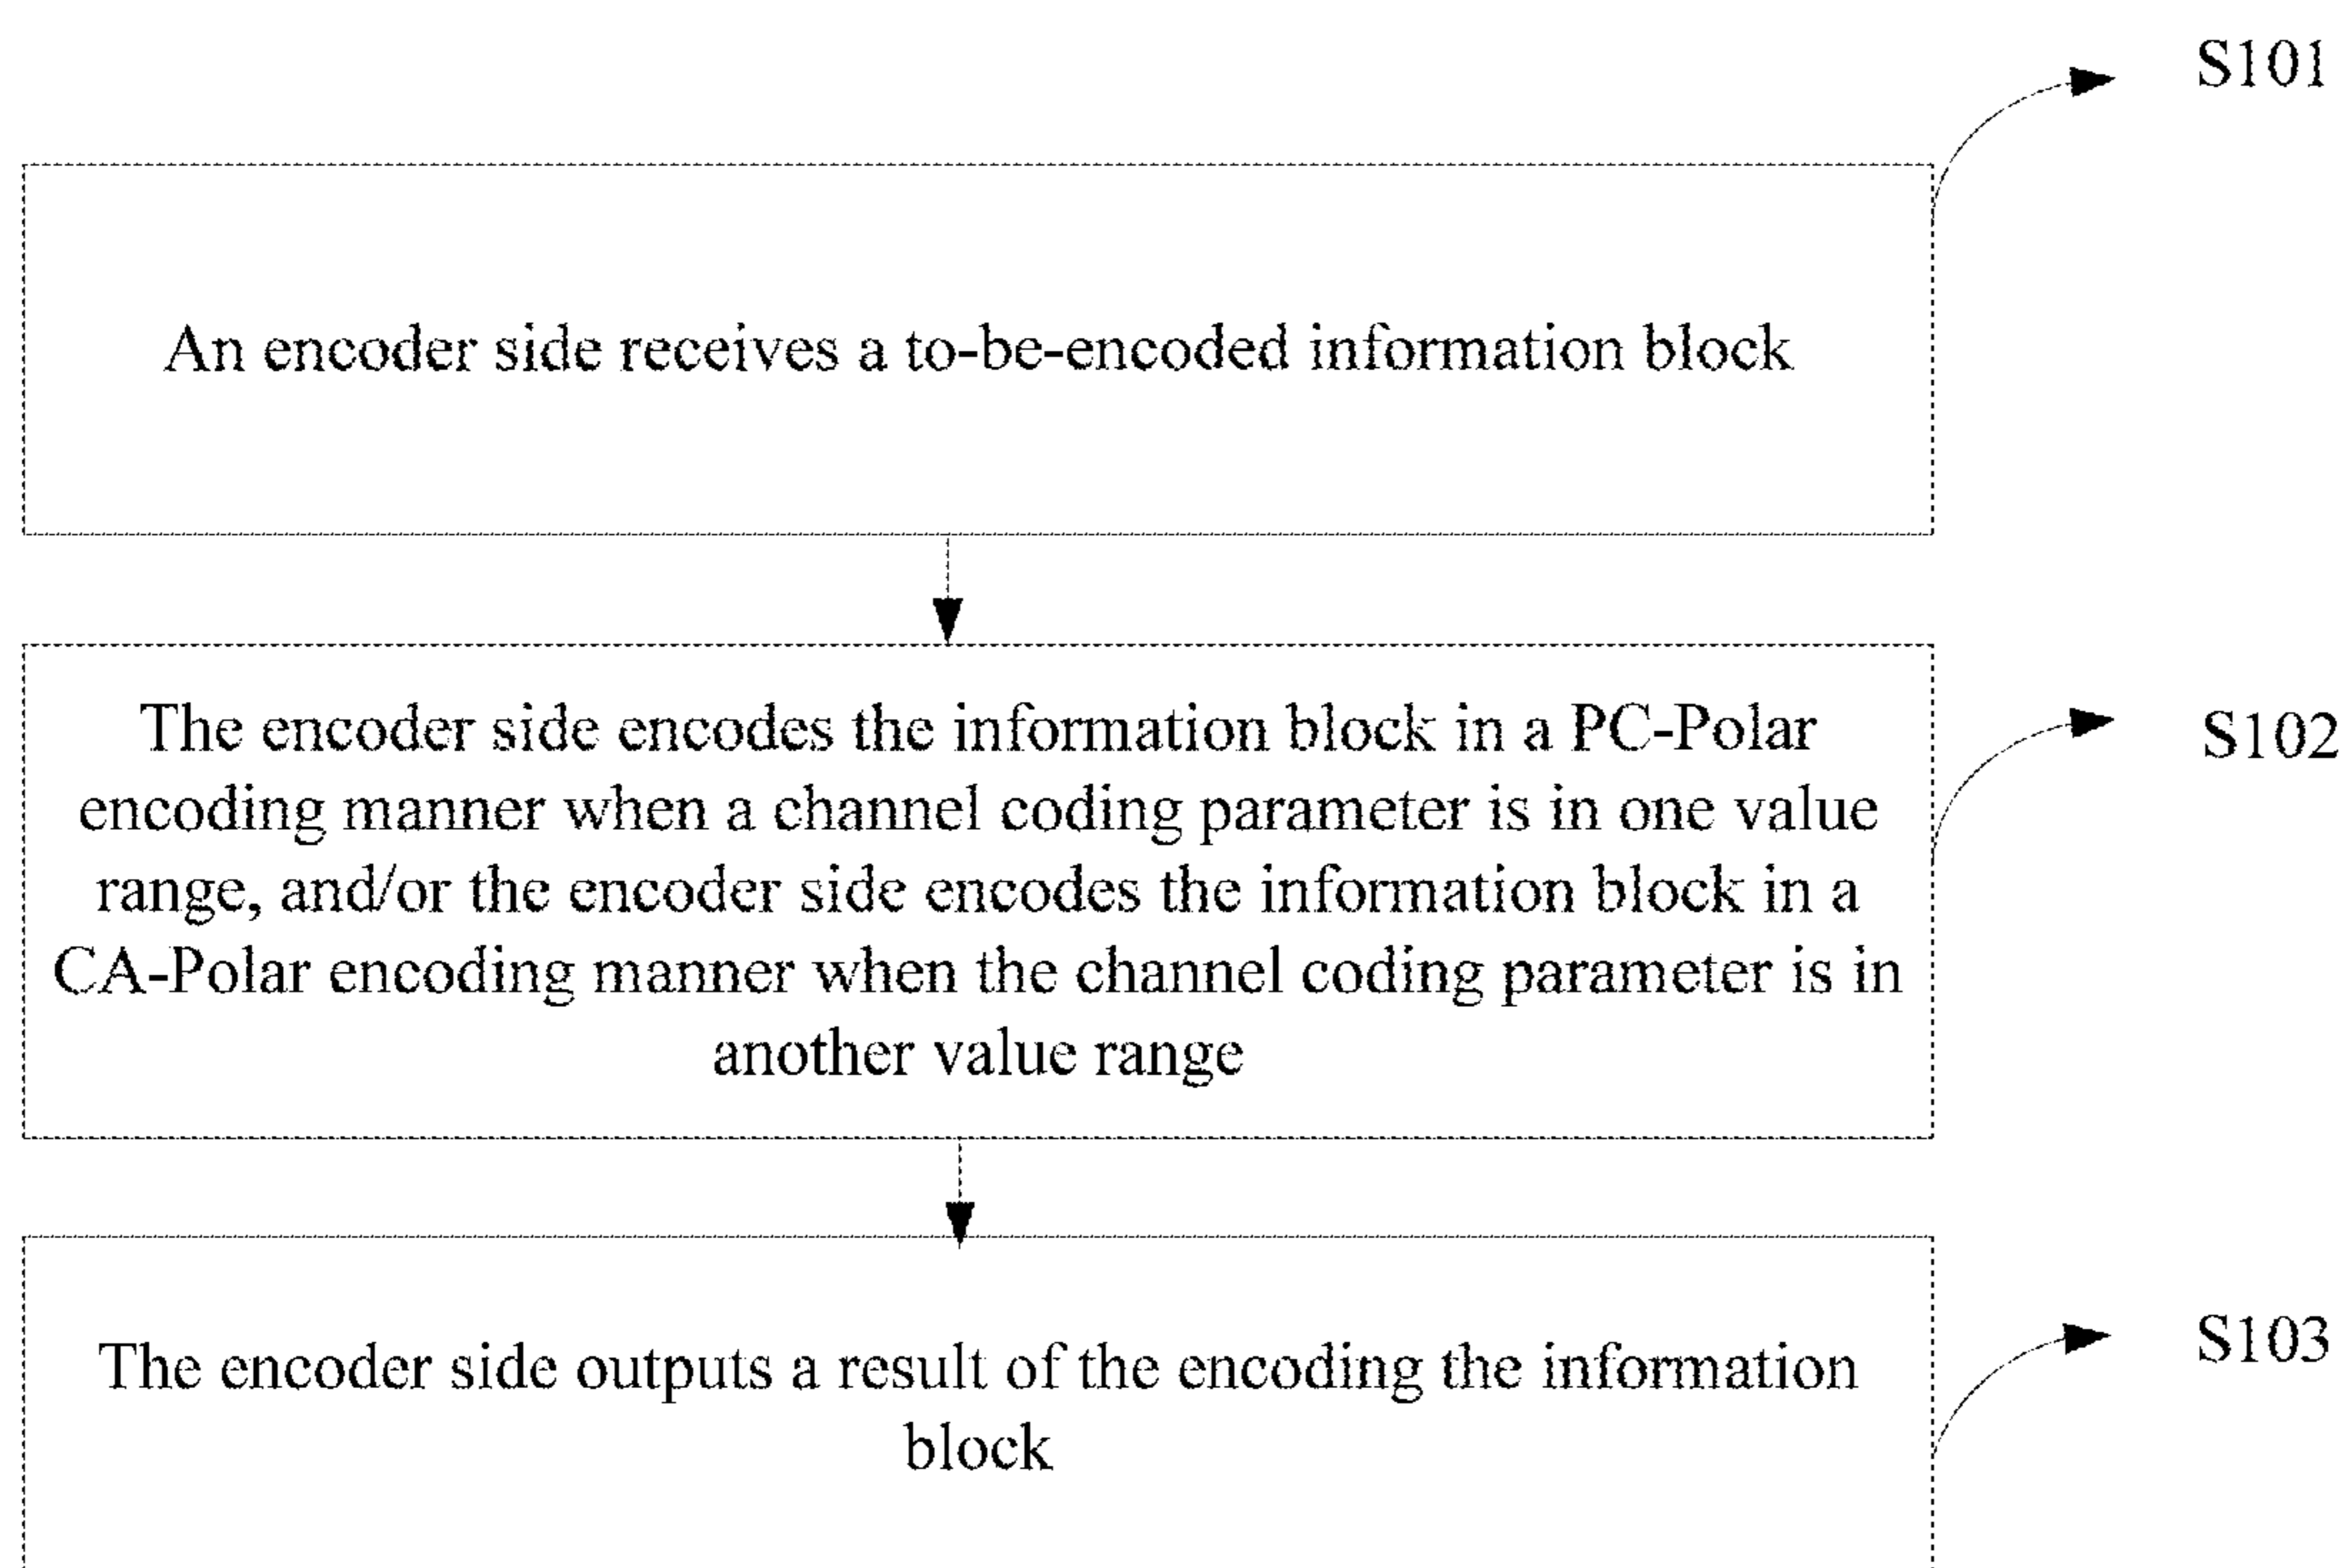 S101
An encoder side receives a to-be-encoded information block
The encoder side encodes the information block in a PC-Polar
encoding manner when a channel coding parameter is in one value
range, and/or the encoder side encodes the information block in a
CA-Polar encoding manner when the channel coding parameter is in
another value range
S102
The encoder side outputs a result of the encoding the information
block
S103